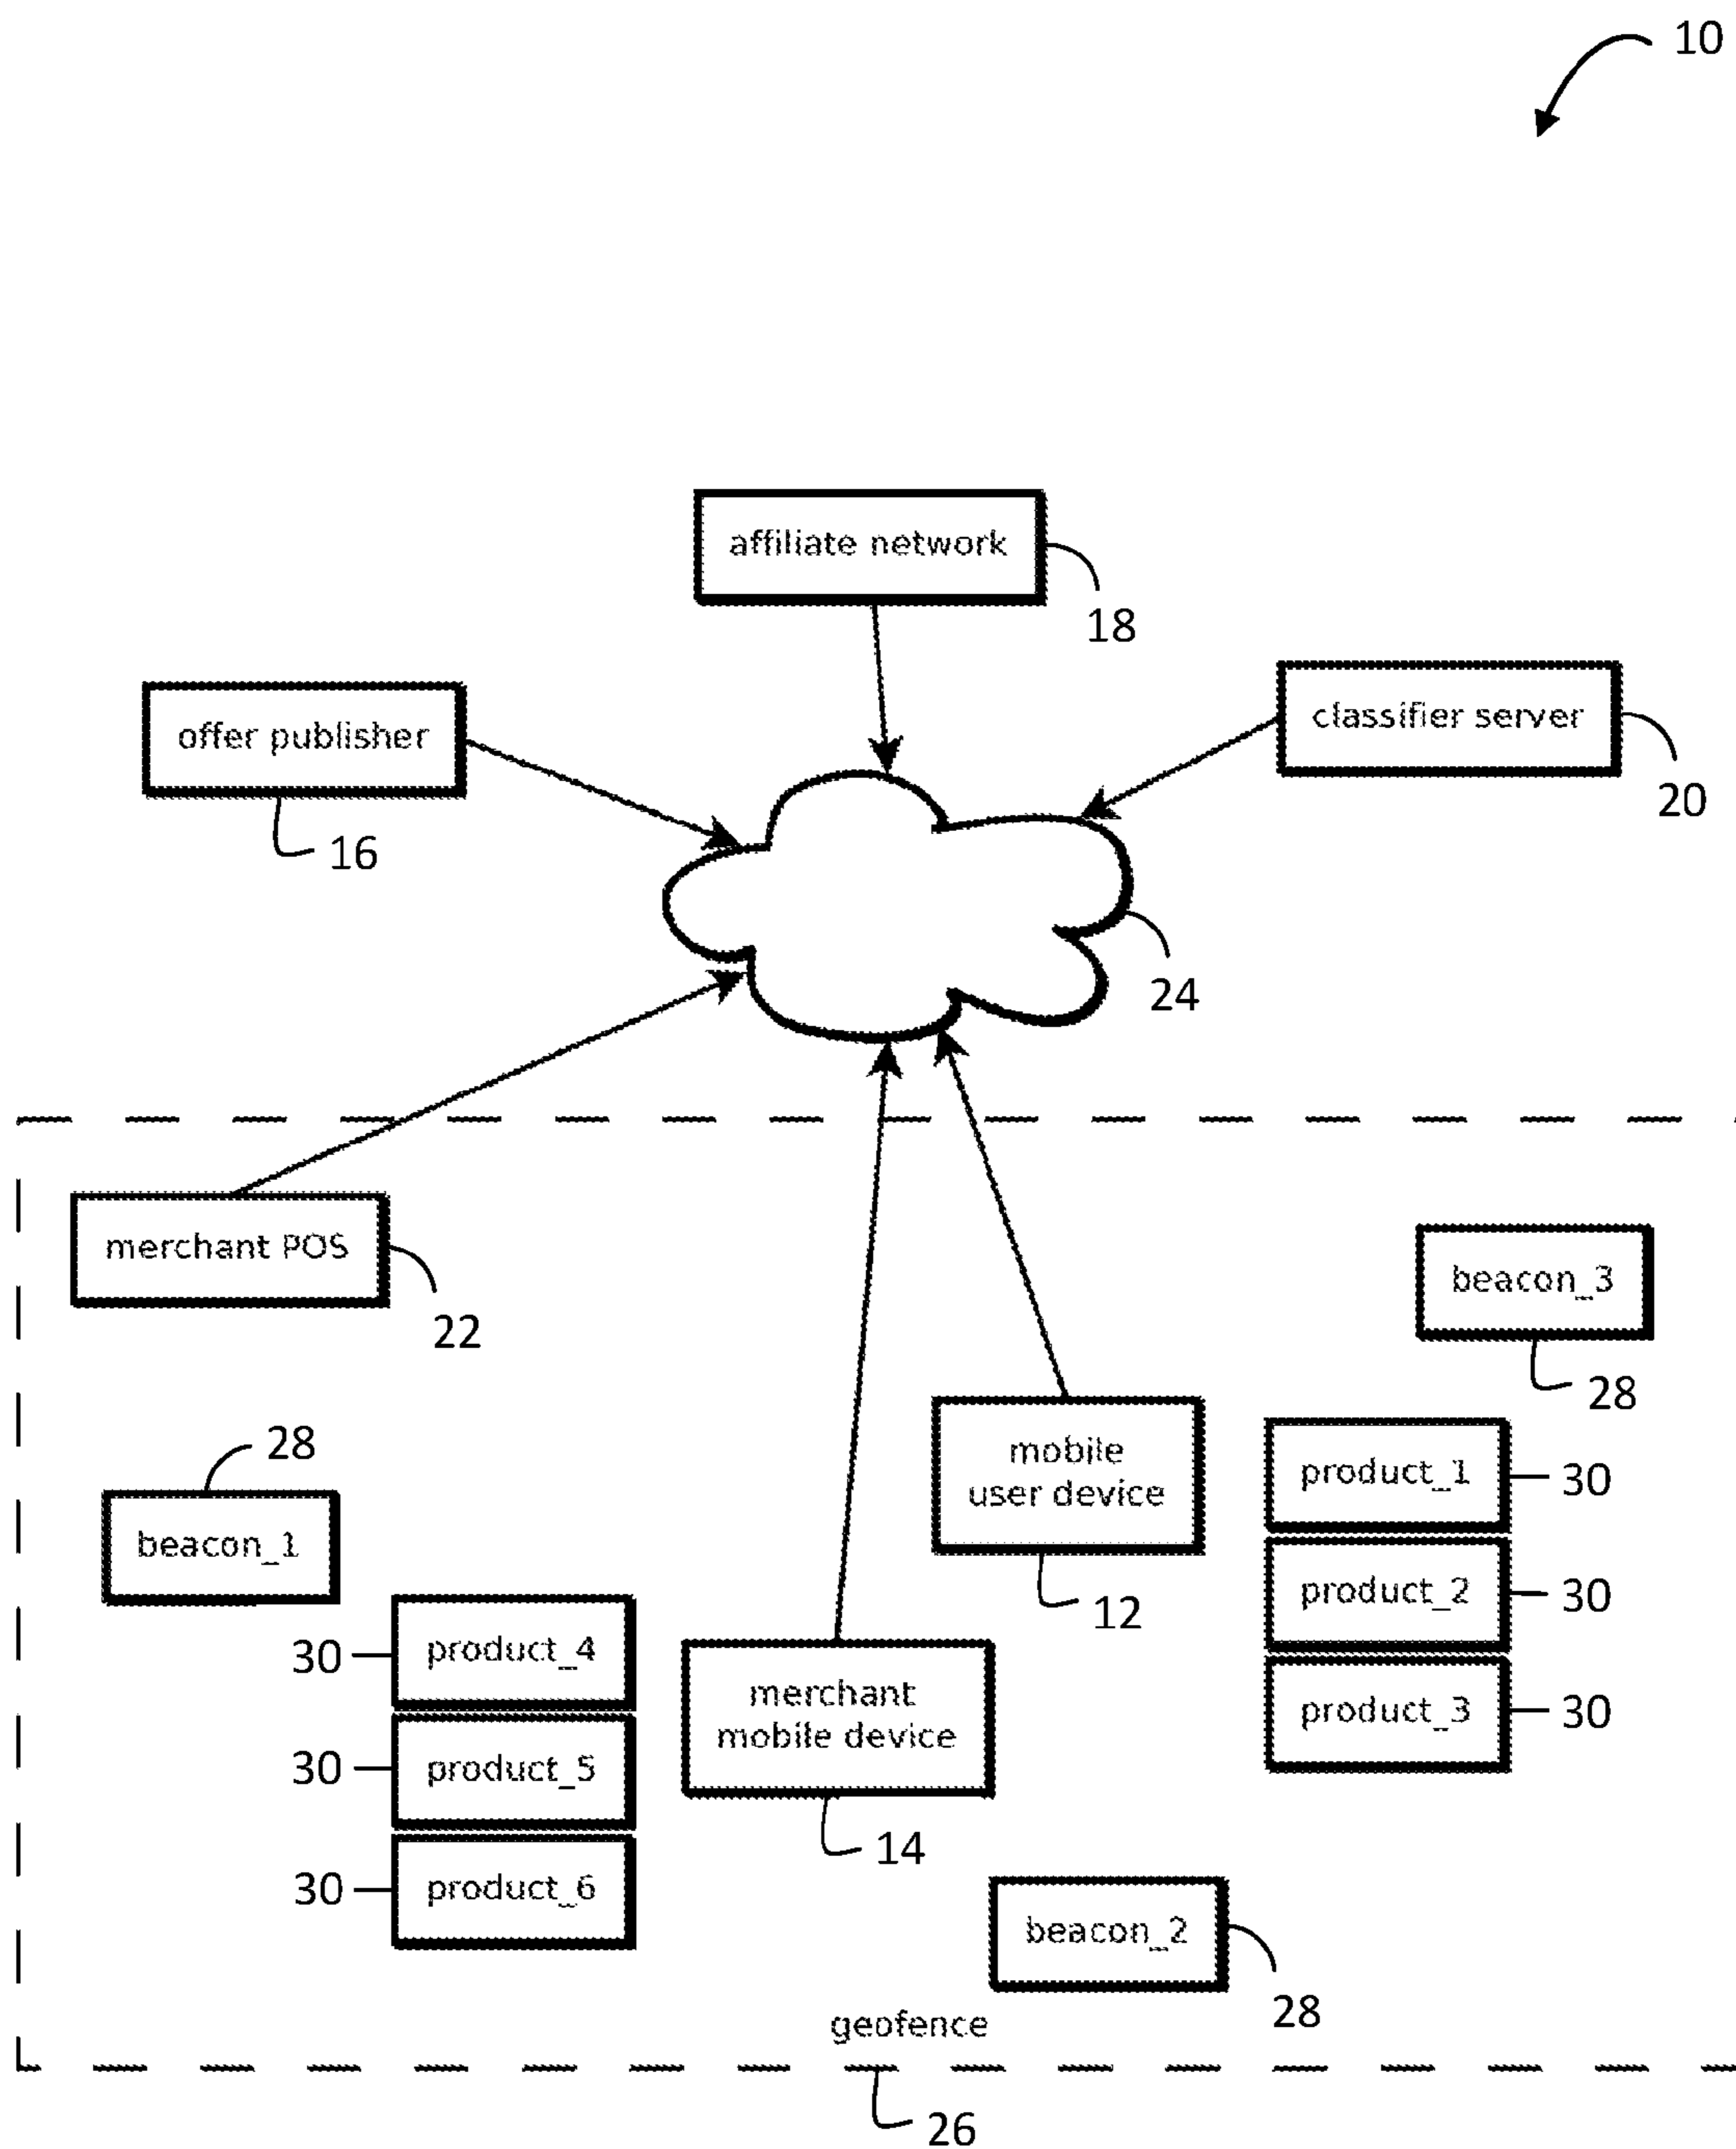 10
affiliate network
18
offer publisher
16
classifier server
20
24
merchant POS
22
beacon_3
28
28
beacon_1
mobile
user device
12
product_1
30
product_2
30
product_3
30
30
product_4
30
product_5
30
product_6
merchant
mobile device
14
beacon_2
28
geofence
26